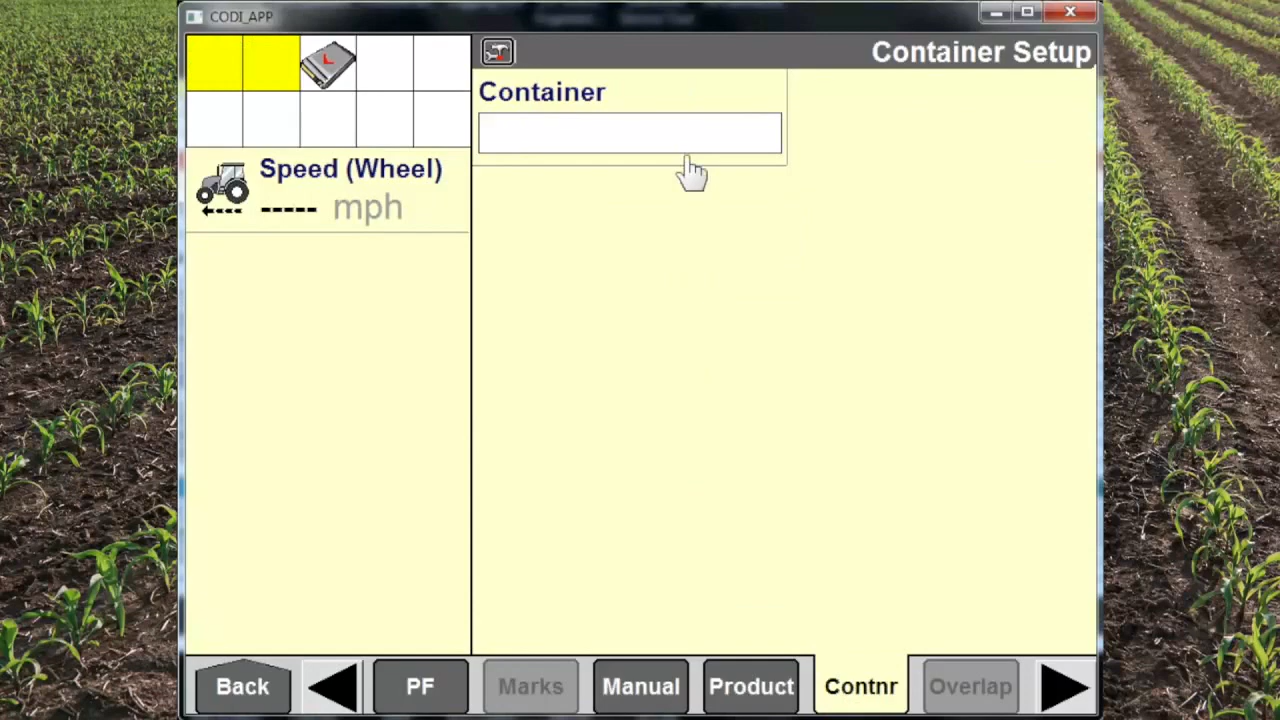 CODI_APP
Container Setup
Container
Speed (Wheel)
----- mph
Back
PF
Marks
Manual
Product
Contnr
Overlap